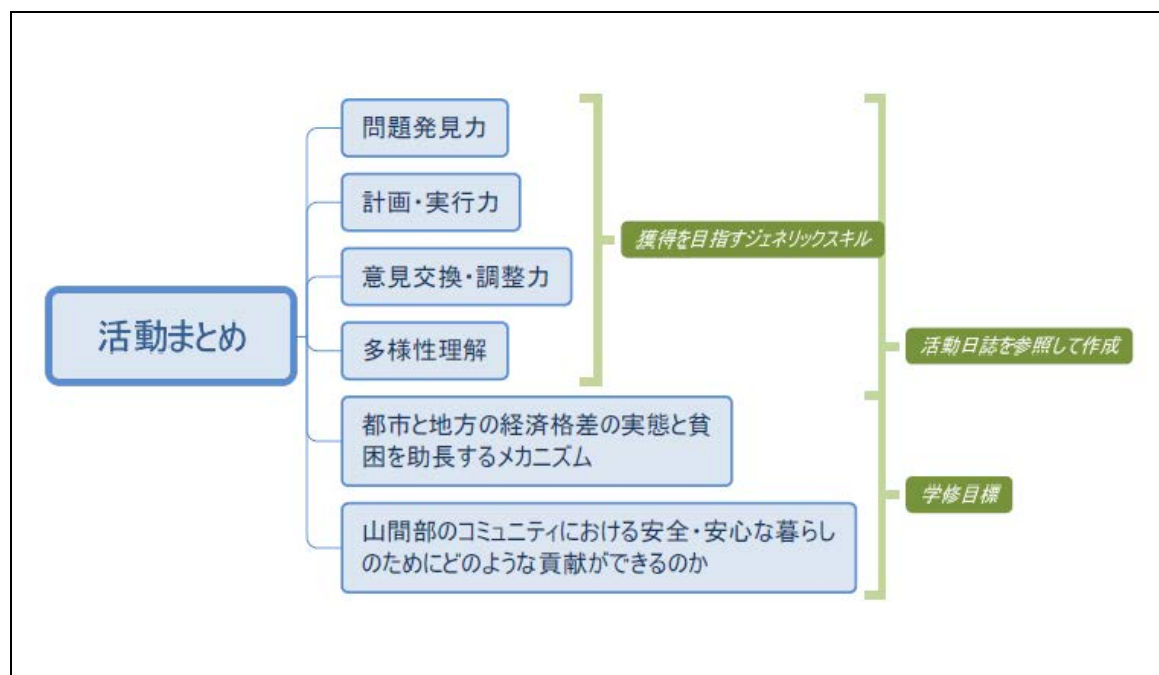 活動まとめ
問題発見力
計画・実行力
意見交換・調整力
多様性理解
都市と地方の経済格差の実態と貧
困を助長するメカニズム
山間部のコミュニティにおける安全・安心な暮らし
のためにどのような貢献ができるのか
獲得を目指すジェネリックスキル
活動日誌を参照して作成
学修目標